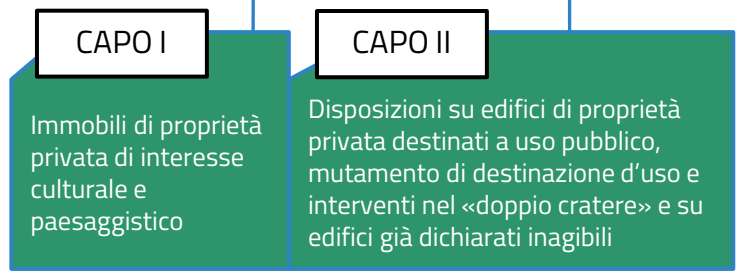 CAPO I
Immobili di proprietà
privata di interesse
culturale e
paesaggistico
CAPO II
Disposizioni su edifici di proprietà
privata destinati a uso pubblico,
mutamento di destinazione d’uso e
interventi nel «doppio cratere» e su
edifici già dichiarati inagibili